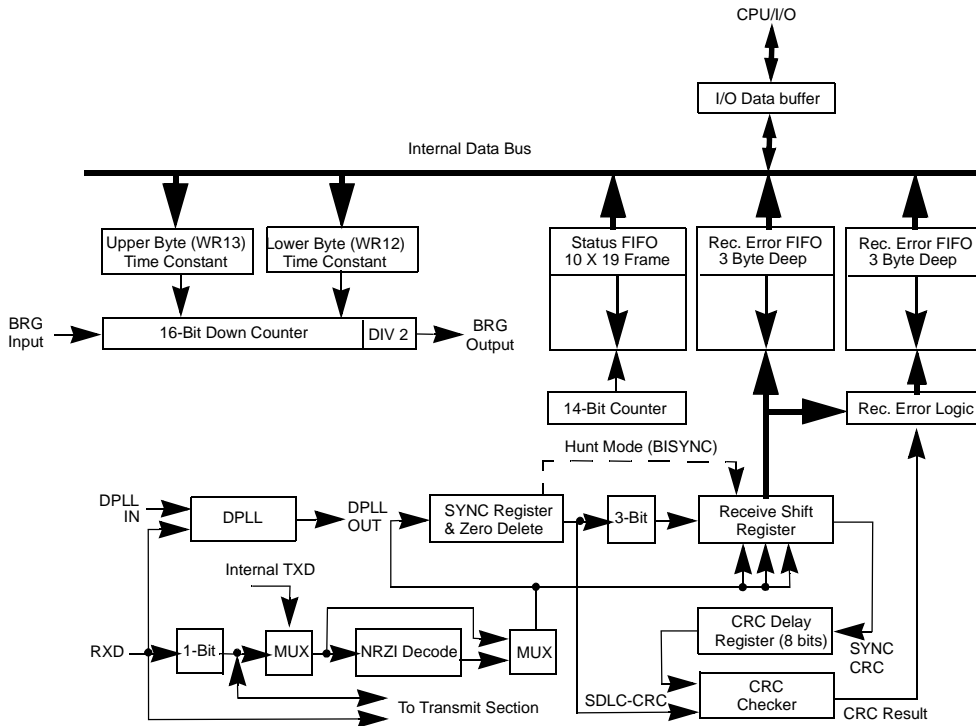 CPU/I/O
I/O Data buffer
Internal Data Bus
Upper Byte (WR13)
Time Constant
Lower Byte (WR12)
Time Constant
Status FIFO
10 X 19 Frame
Rec. Error FIFO
3 Byte Deep
Rec. Error FIFO
3 Byte Deep
BRG
Input
16-Bit Down Counter
DIV 2
BRG
Output
14-Bit Counter
Rec. Error Logic
Hunt Mode (BISYNC)
DPLL
IN
DPLL
DPLL
OUT
SYNC Register
& Zero Delete
3-Bit
Receive Shift
Register
Internal TXD
RXD
1-Bit
MUX
NRZI Decode
MUX
CRC Delay
Register (8 bits)
SYNC
CRC
To Transmit Section
SDLC-CRC
CRC
Checker
CRC Result